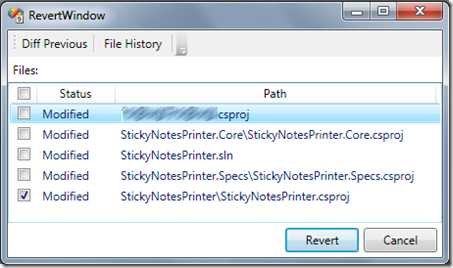 RevertWindow
Diff Previous File History
Files:
Status Path
Modified .csproj
Modified StickyNotesPrinter.Core\StickyNotesPrinter.Core.csproj
Modified StickyNotesPrinter.sln
Modified StickyNotesPrinter.Specs\StickyNotesPrinter.Specs.csproj
Modified StickyNotesPrinter\StickyNotesPrinter.csproj
Revert Cancel